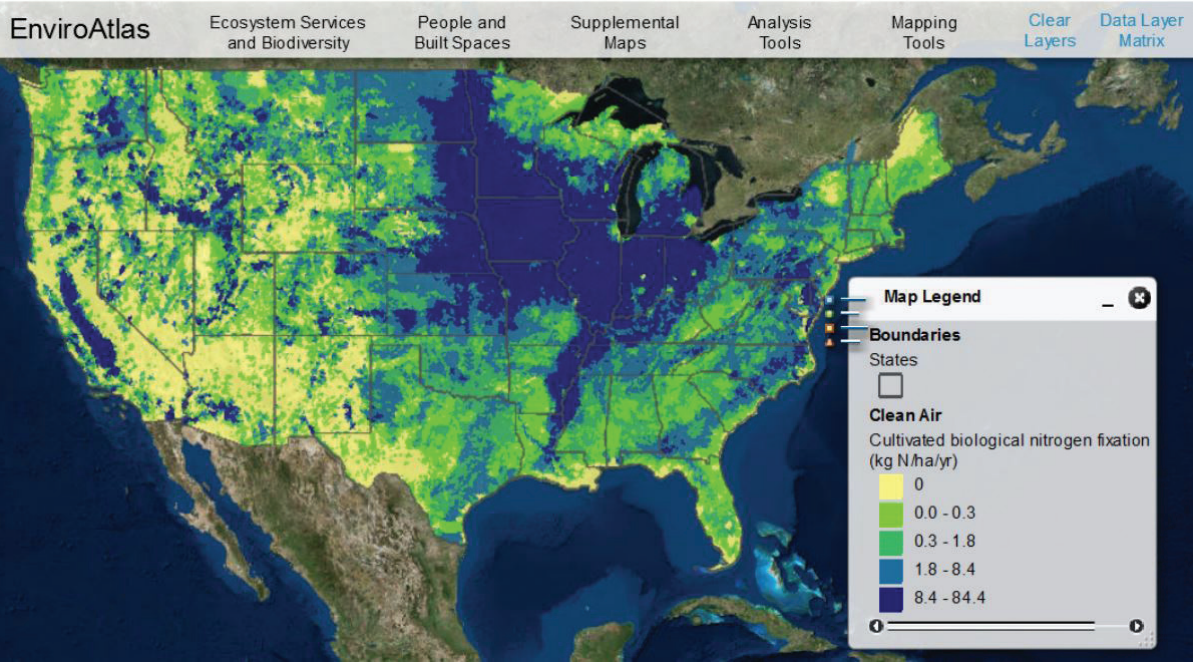 EnviroAtlas
Ecosystem Services
and Biodiversity
People and
Built Spaces
Supplemental
Maps
Analysis
Tools
Mapping
Tools
Clear
Layers
Data Layer
Matrix
Map Legend
Boundaries
States
Clean Air
Cultivated biological nitrogen fixation
(kg N/ha/yr)
0
0.0 - 0.3
0.3 - 1.8
1.8 - 8.4
8.4 - 84.4